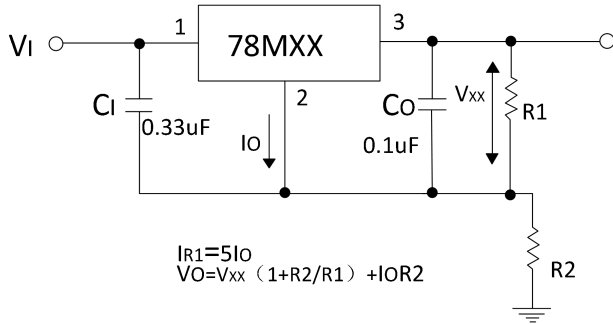 VI
1
78MXX
3
2
CI
0.33uF
IO
CO
0.1uF
VXX
R1
IR1=5IO
VO=VXX（1+R2/R1）+IOR2
R2